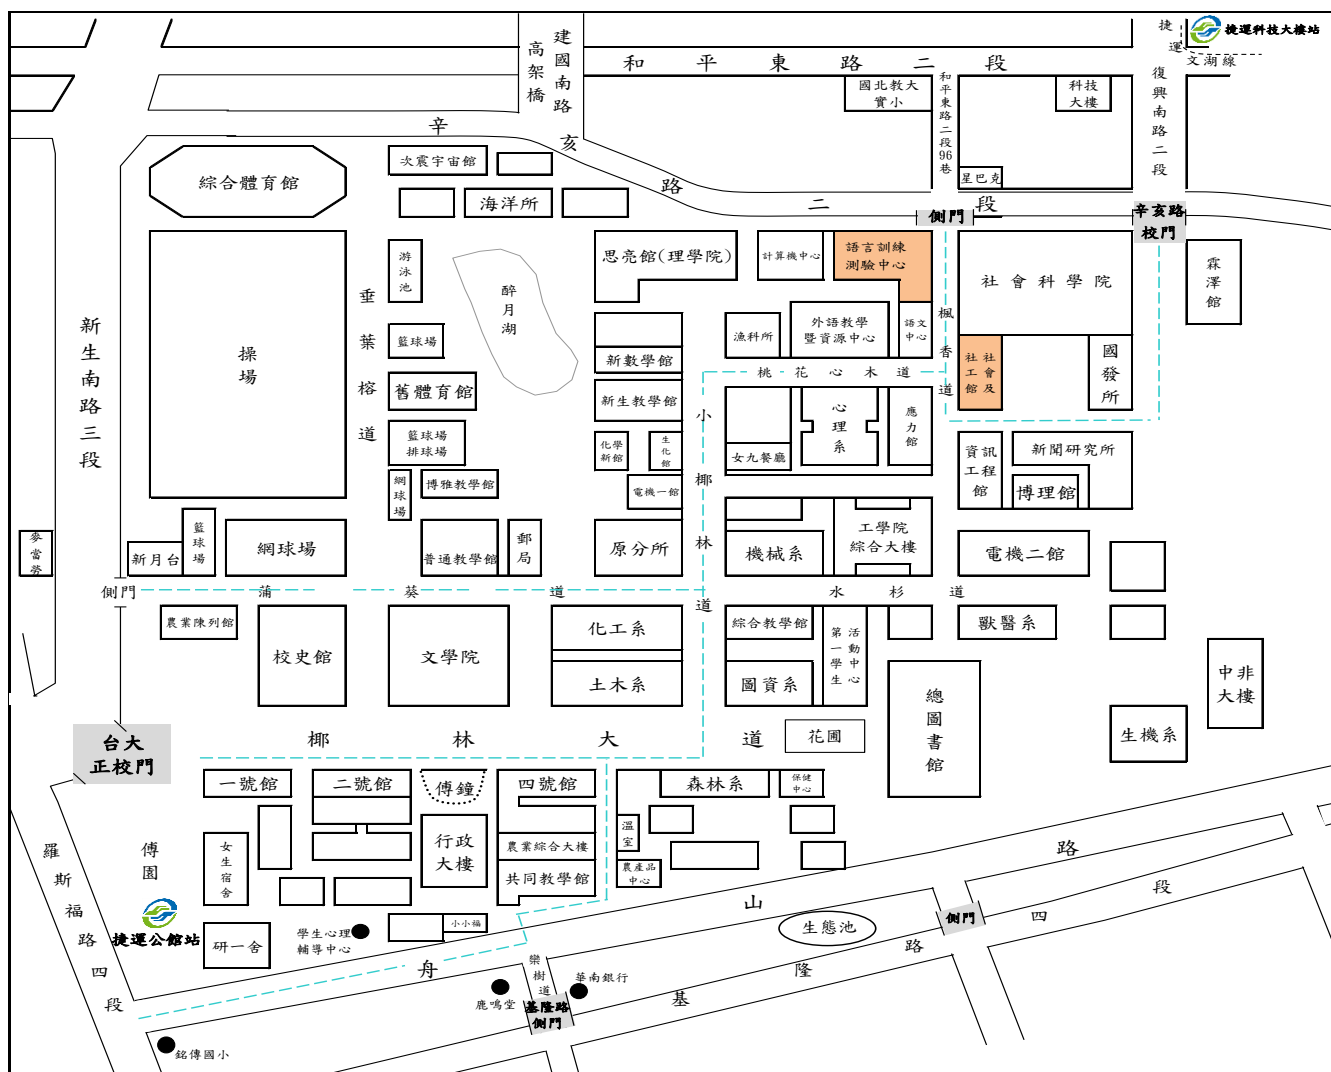 捷運科技大樓站
捷運
文湖線
建國南路
高架橋
和平東路二段
國北教大
實小
和平東路二段96巷
科技
大樓
復興南路二段
辛亥路二段
綜合體育館
次震宇宙館
海洋所
星巴克
側門
辛亥路
校門
思亮館(理學院)
計算機中心
語言訓練
測驗中心
社會科學院
霖澤館
游泳池
醉月湖
垂葉榕道
新生南路三段
操場
籃球場
舊體育館
籃球場
排球場
網球場
博雅教學館
新數學館
新生教學館
化學
新館
生化館
電機一館
漁科所
外語教學
暨資源中心
語文
中心
楓香道
社會及
社工館
國發所
桃花心木道
小椰林道
心理系
應力館
女九餐廳
資訊
工程館
新聞研究所
博理館
麥當勞
新月台
籃球場
網球場
普通教學館
郵局
原分所
機械系
工學院
綜合大樓
電機二館
側門
蒲葵道
水杉道
農業陳列館
校史館
文學院
化工系
土木系
綜合教學館
圖資系
第一學生
活動中心
獸醫系
總圖書館
中非
大樓
生機系
台大
正校門
椰林大道
花圃
一號館
二號館
傅鐘
四號館
森林系
保健
中心
羅斯福路四段
傅園
女生宿舍
行政
大樓
農業綜合大樓
共同教學館
溫室
農產品
中心
捷運公館站
研一舍
學生心理
輔導中心
小小福
舟山路
生態池
側門
基隆路四段
欒樹道
鹿鳴堂
華南銀行
基隆路
側門
銘傳國小